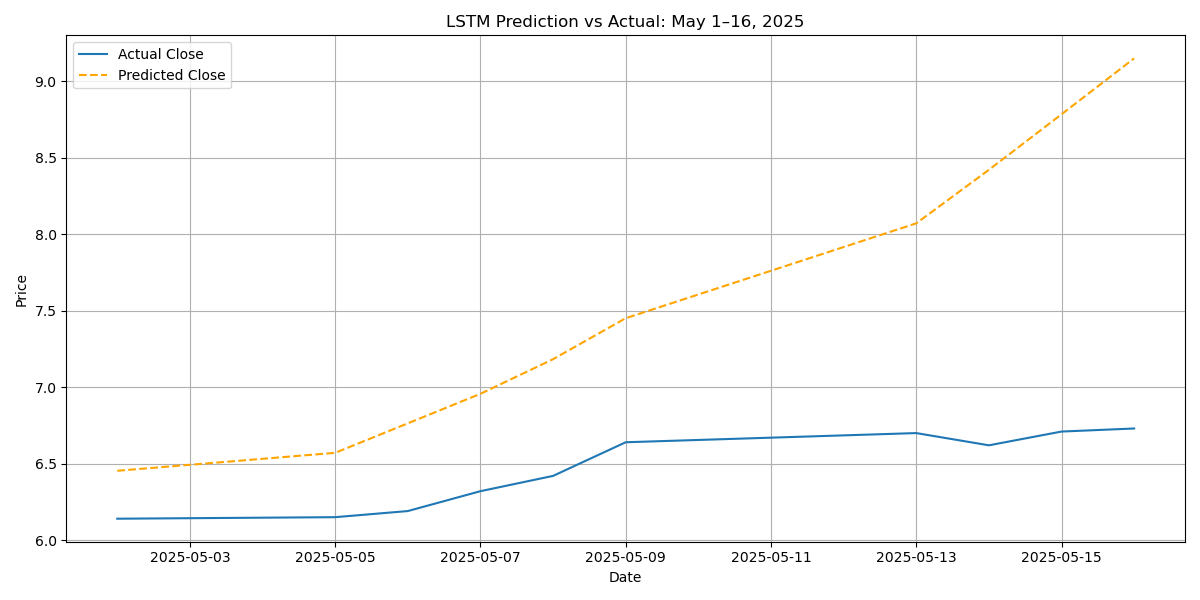 LSTM Prediction vs Actual: May 1–16, 2025
Actual Close
Predicted Close
9.0
8.5
8.0
7.5
7.0
6.5
6.0
Price
2025-05-03 2025-05-05 2025-05-07 2025-05-09 2025-05-11 2025-05-13 2025-05-15
Date